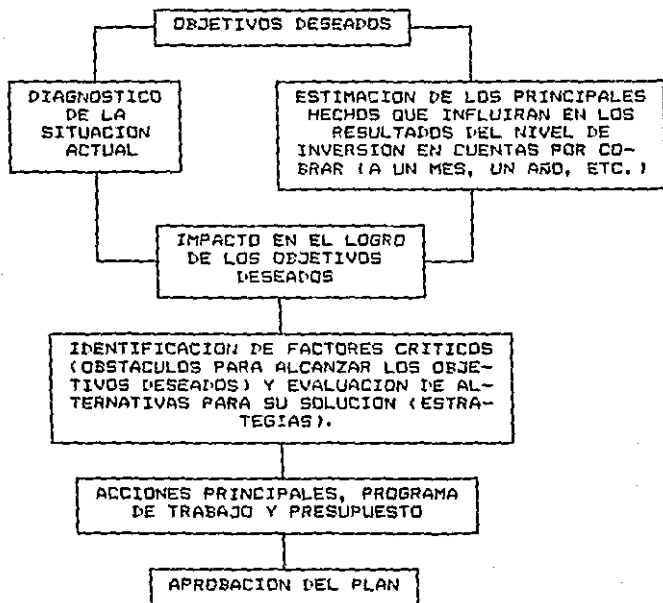 OBJETIVOS DESEADOS
DIAGNOSTICO
DE LA
SITUACION
ACTUAL
ESTIMACION DE LOS PRINCIPALES
HECHOS QUE INFLUIRAN EN LOS
RESULTADOS DEL NIVEL DE
INVERSION EN CUENTAS POR CO-
BRAR (A UN MES, UN AÑO, ETC.)
IMPACTO EN EL LOGRO
DE LOS OBJETIVOS
DESEADOS
IDENTIFICACION DE FACTORES CRITICOS
(OBSTACULOS PARA ALCANZAR LOS OBJE-
TIVOS DESEADOS) Y EVALUACION DE AL-
TERNATIVAS PARA SU SOLUCION (ESTRA-
TEGIAS).
ACCIONES PRINCIPALES, PROGRAMA
DE TRABAJO Y PRESUPUESTO
APROBACION DEL PLAN